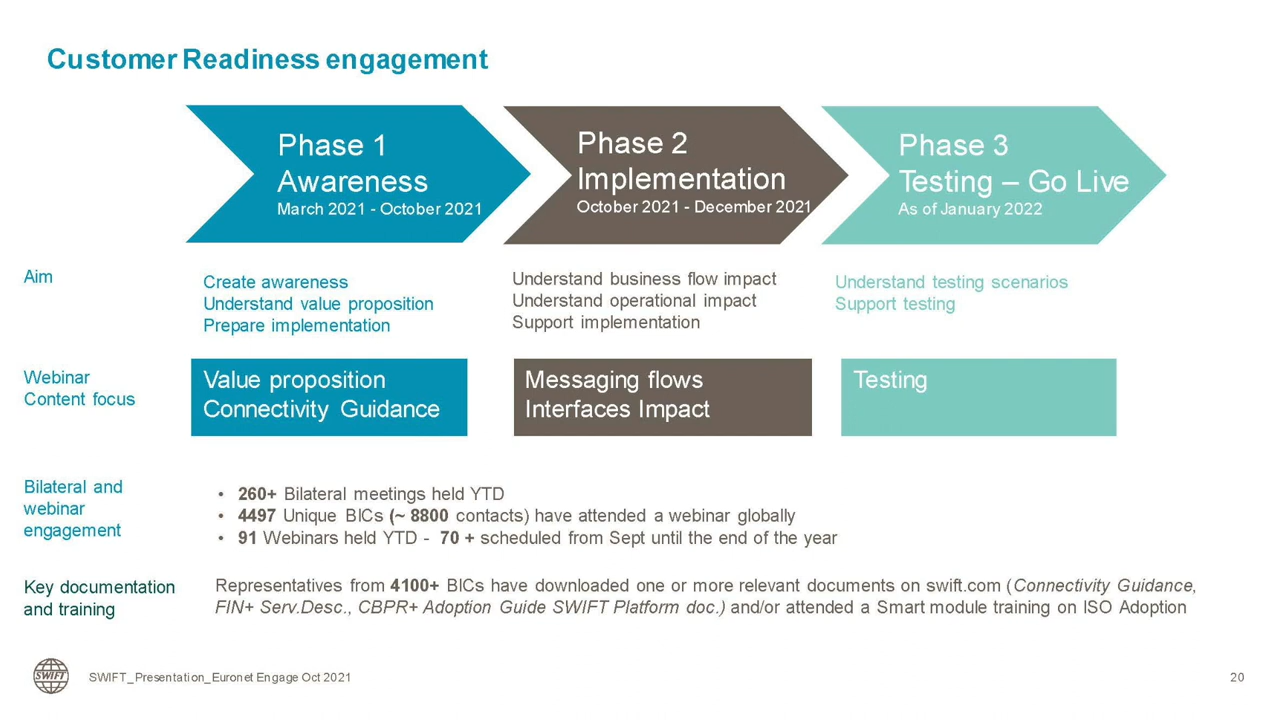 Customer Readiness engagement
Phase 1
Awareness
March 2021 - October 2021
Phase 2
Implementation
October 2021 - December 2021
Phase 3
Testing – Go Live
As of January 2022
Aim
Create awareness
Understand value proposition
Prepare implementation
Understand business flow impact
Understand operational impact
Support implementation
Understand testing scenarios
Support testing
Webinar
Content focus
Value proposition
Connectivity Guidance
Messaging flows
Interfaces Impact
Testing
Bilateral and
webinar
engagement
• 260+ Bilateral meetings held YTD
• 4497 Unique BICs (~ 8800 contacts) have attended a webinar globally
• 91 Webinars held YTD - 70 + scheduled from Sept until the end of the year
Key documentation
and training
Representatives from 4100+ BICs have downloaded one or more relevant documents on swift.com (Connectivity Guidance,
FIN+ Serv.Desc., CBPR+ Adoption Guide SWIFT Platform doc.) and/or attended a Smart module training on ISO Adoption
SWIFT
SWIFT_Presentation_Euronet Engage Oct 2021
20